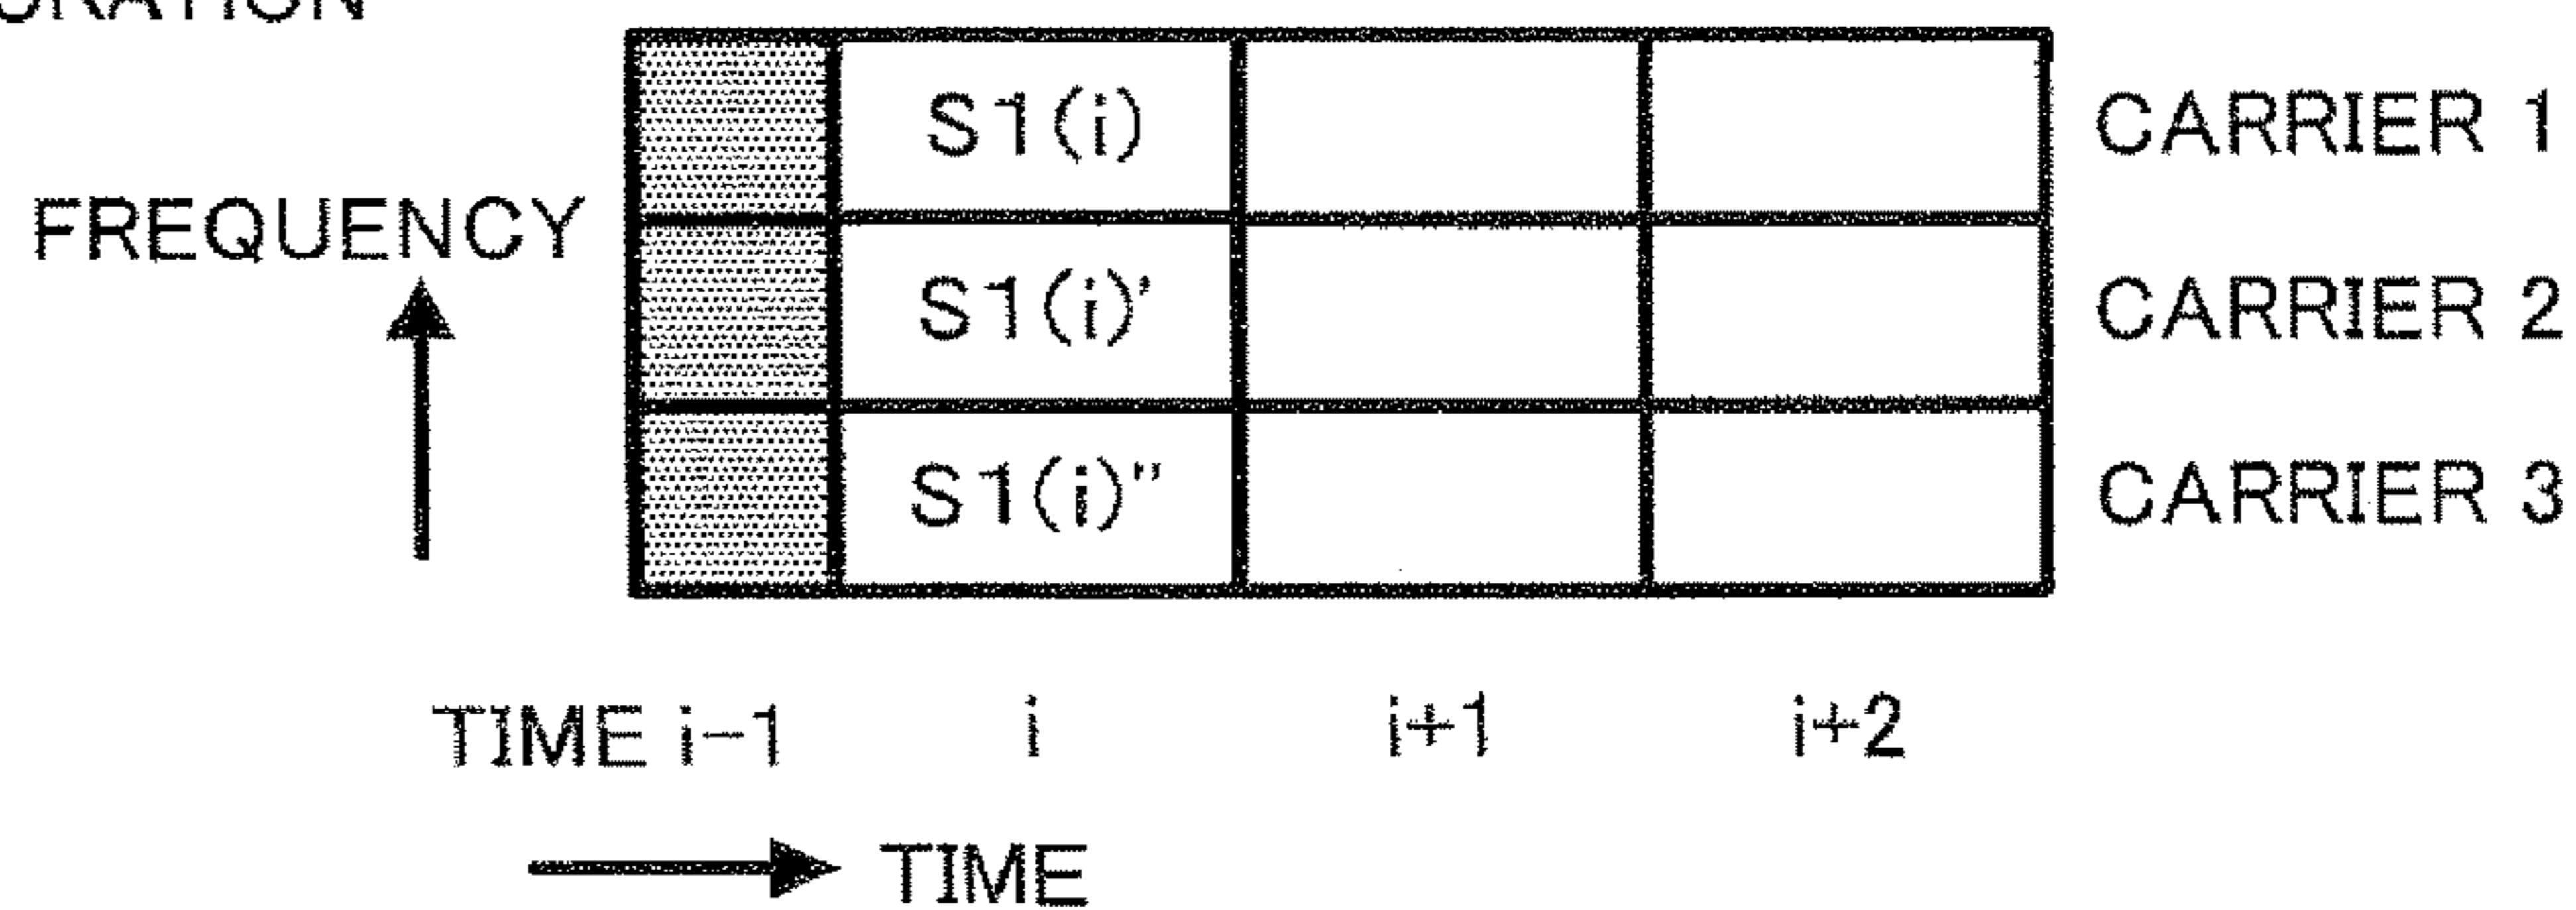 S1(i) CARRIER 1
FREQUENCY
S1(i)' CARRIER 2
S1(i)" CARRIER 3
TIME i-1 i i+1 i+2
TIME